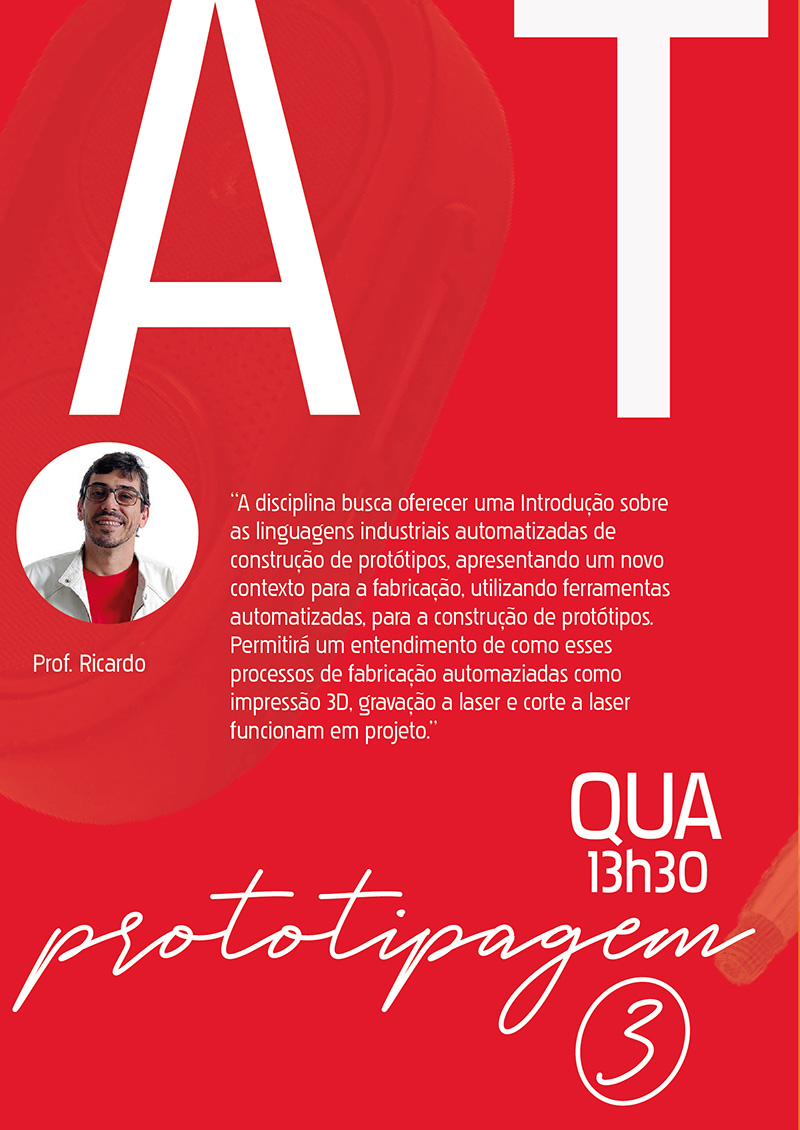 A T
“A disciplina busca oferecer uma Introdução sobre
as linguagens industriais automatizadas de
construção de protótipos, apresentando um novo
contexto para a fabricação, utilizando ferramentas
automatizadas, para a construção de protótipos.
Permitirá um entendimento de como esses
processos de fabricação automaziadas como
impressão 3D, gravação a laser e corte a laser
funcionam em projeto.”
Prof. Ricardo
QUA
13h30
prototipagem
3